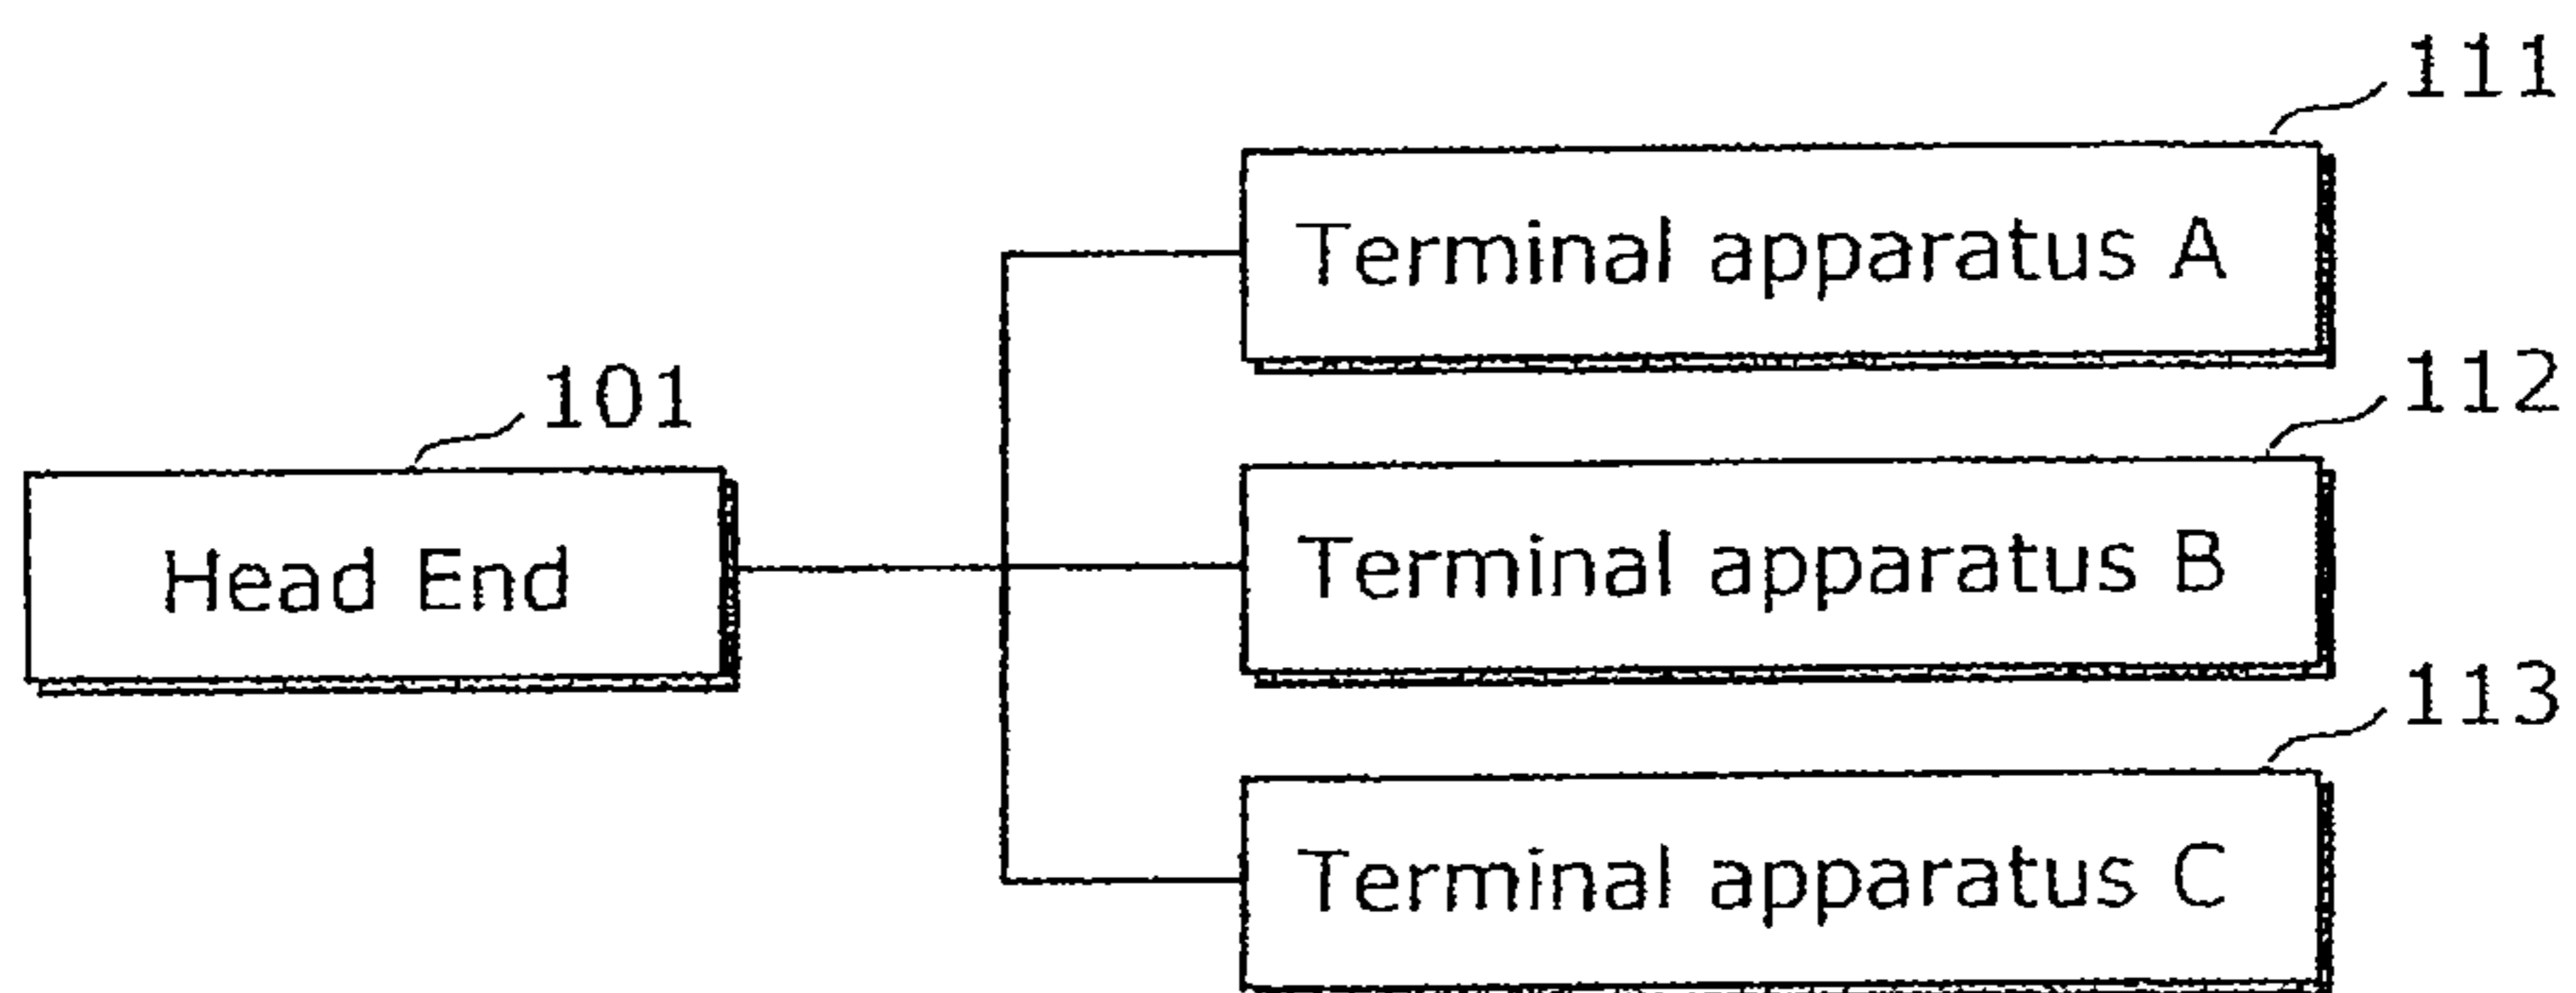 111
Terminal apparatus A
101
112
Head End
Terminal apparatus B
113
Terminal apparatus C